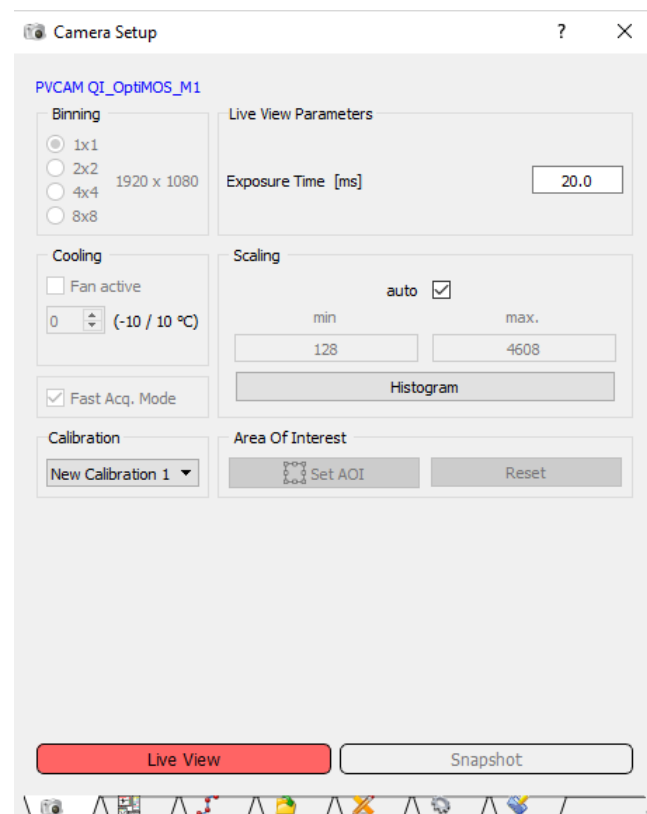 Camera Setup ?
PVCAM QI_OptiMOS_M1
Binning
1x1
2x2
4x4
8x8
1920 x 1080
Live View Parameters
Exposure Time [ms] 20.0
Cooling
Fan active
0 (-10 / 10 ºC)
Scaling
auto
min max.
128 4608
Histogram
Fast Acq. Mode
Calibration
New Calibration 1
Area Of Interest
Set AOI Reset
Live View Snapshot